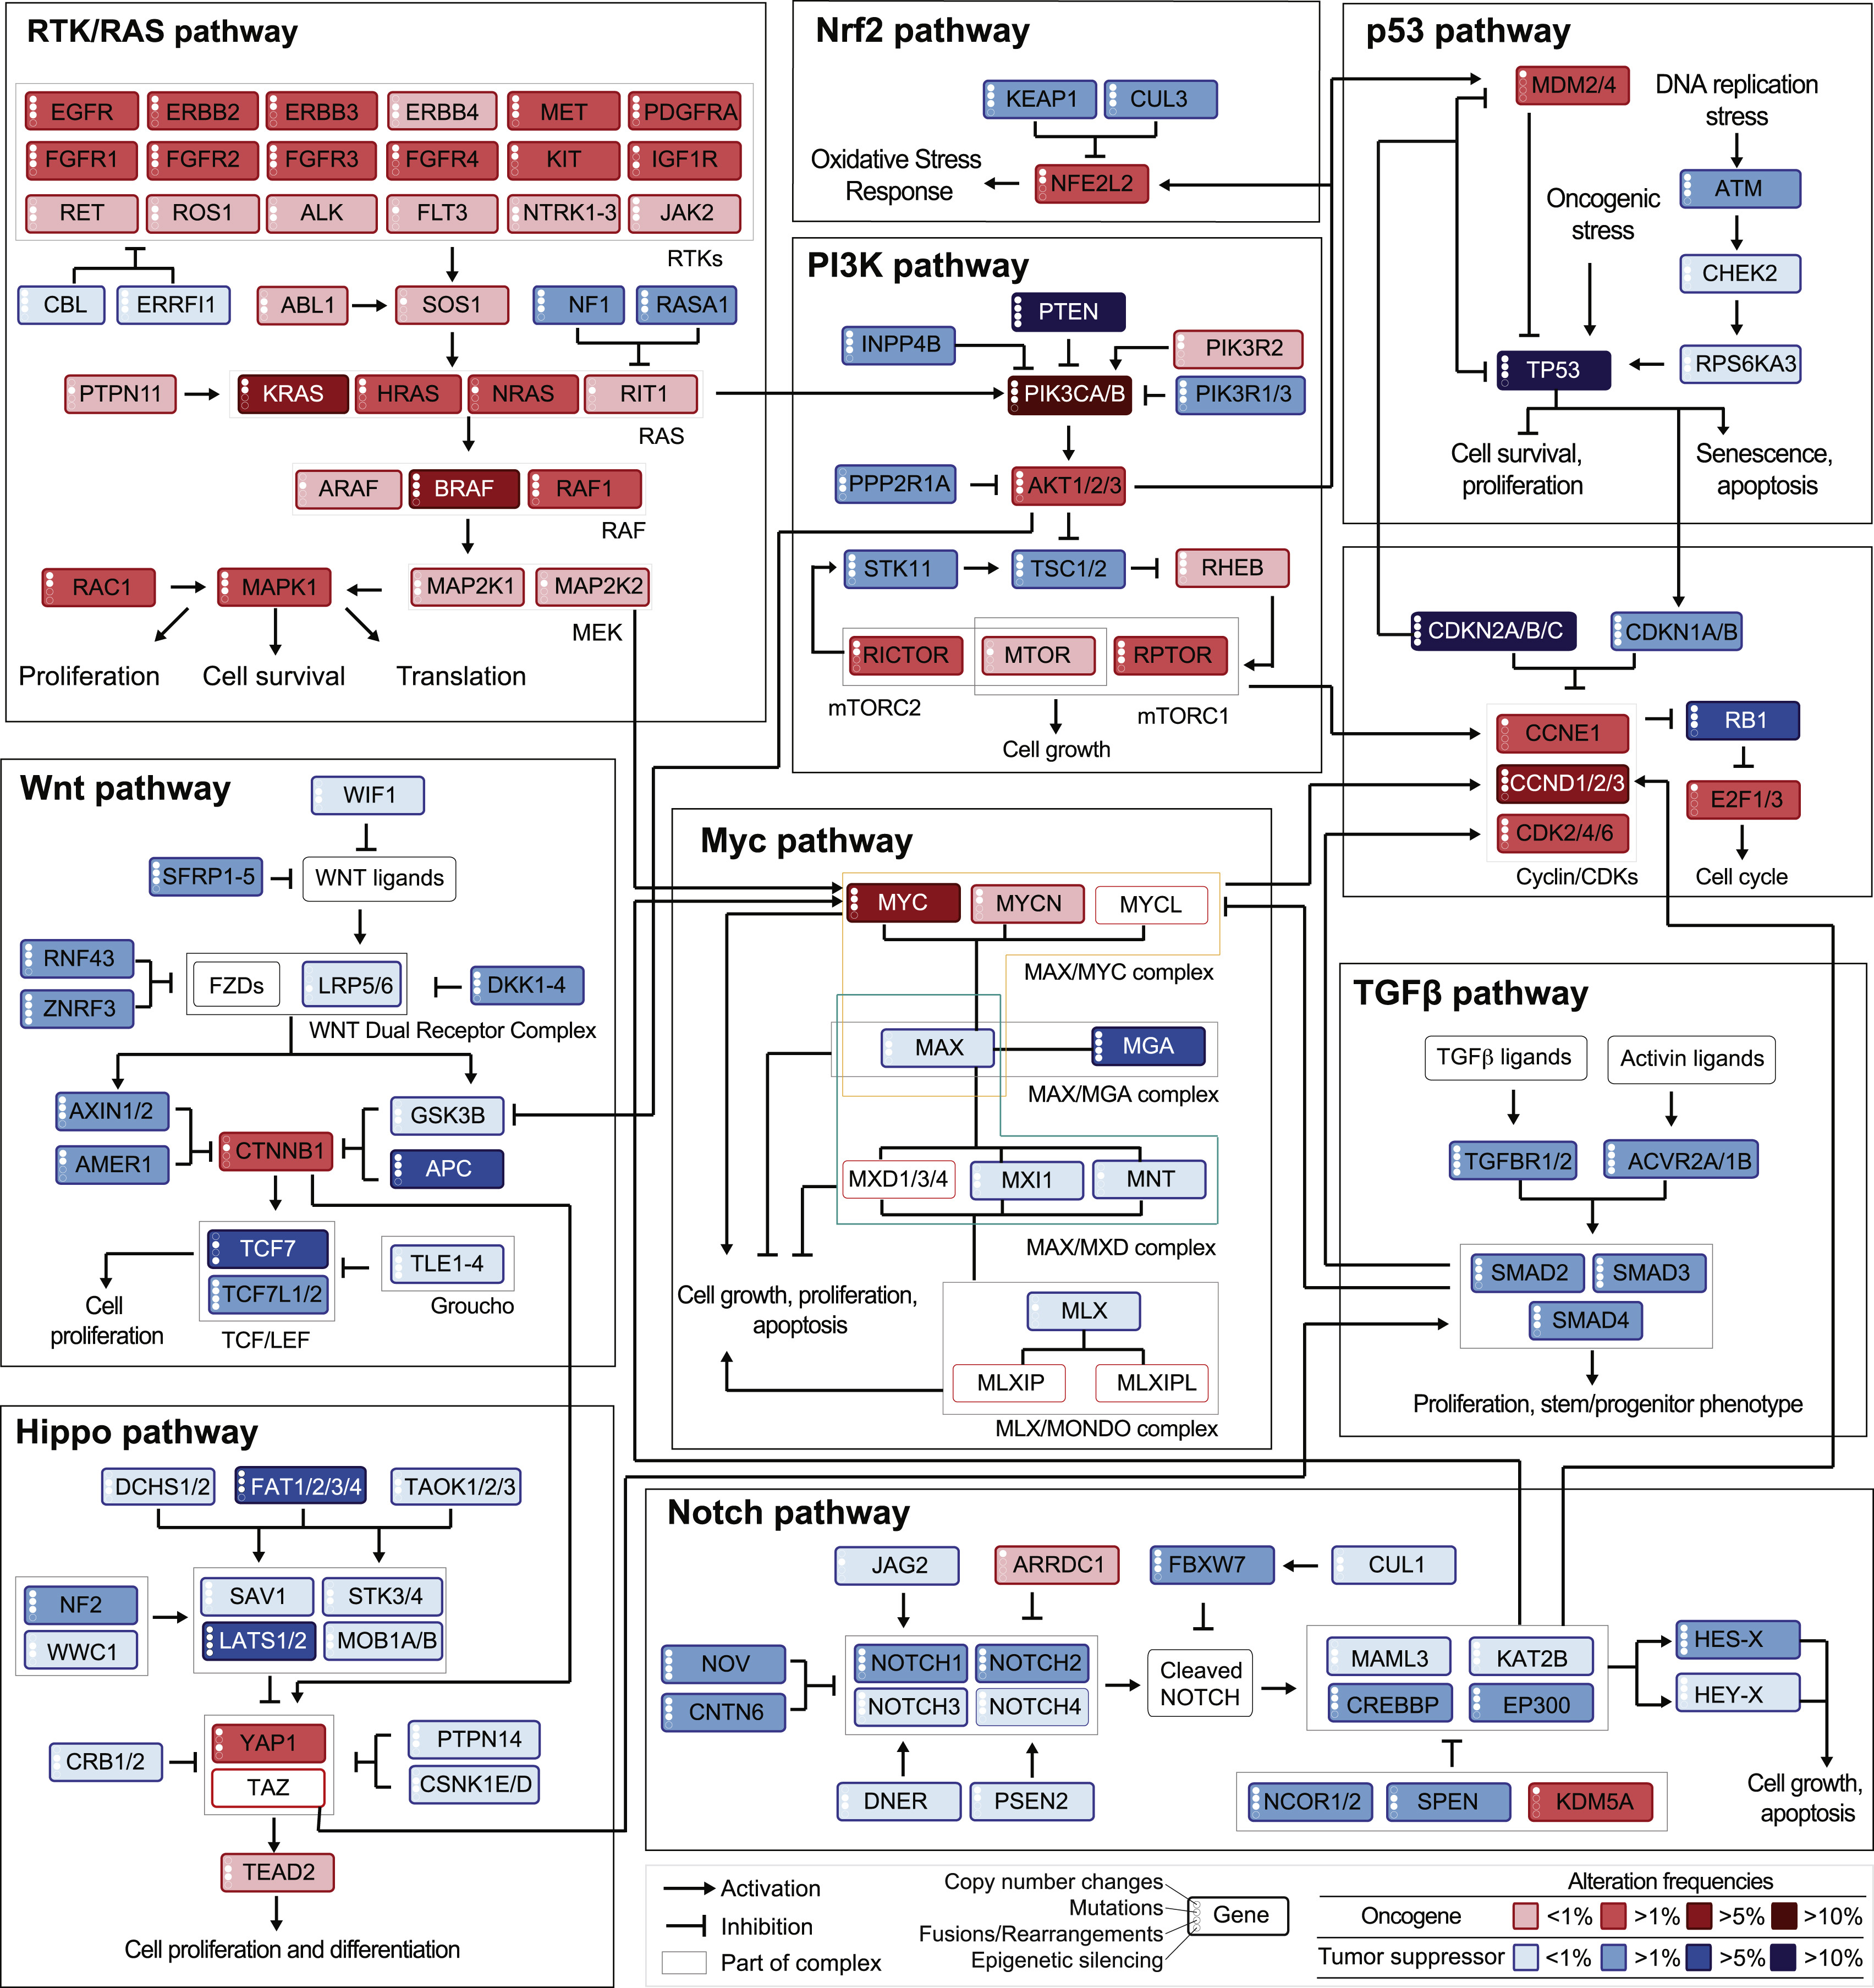 RTK/RAS pathway
EGFR ERBB2 ERBB3 ERBB4 MET PDGFRA
FGFR1 FGFR2 FGFR3 FGFR4 KIT IGF1R
RET ROS1 ALK FLT3 NTRK1-3 JAK2
RTKs
CBL ERRFI1 ABL1 SOS1 NF1 RASA1
PTPN11 KRAS HRAS NRAS RIT1
RAS
ARAF BRAF RAF1
RAF
RAC1 MAPK1 MAP2K1 MAP2K2
MEK
Proliferation Cell survival Translation
Nrf2 pathway
KEAP1 CUL3
Oxidative Stress
Response
NFE2L2
PI3K pathway
PTEN
INPP4B PIK3R2
PIK3CA/B PIK3R1/3
PPP2R1A AKT1/2/3
STK11 TSC1/2 RHEB
RICTOR MTOR RPTOR
mTORC2 mTORC1
Cell growth
p53 pathway
MDM2/4
DNA replication
stress
ATM
Oncogenic
stress
CHEK2
TP53 RPS6KA3
Cell survival,
proliferation
Senescence,
apoptosis
CDKN2A/B/C CDKN1A/B
CCNE1 RB1
CCND1/2/3 E2F1/3
CDK2/4/6
Cyclin/CDKs Cell cycle
Wnt pathway
WIF1
SFRP1-5 WNT ligands
RNF43
ZNRF3
FZDs LRP5/6 DKK1-4
WNT Dual Receptor Complex
AXIN1/2 GSK3B
CTNNB1
AMER1 APC
TCF7 TLE1-4
TCF7L1/2 Groucho
Cell
proliferation
TCF/LEF
Myc pathway
MYC MYCN MYCL
MAX/MYC complex
MAX MGA
MAX/MGA complex
MXD1/3/4 MXI1 MNT
MAX/MXD complex
Cell growth, proliferation,
apoptosis
MLX
MLXIP MLXIPL
MLX/MONDO complex
TGFβ pathway
TGFβ ligands Activin ligands
TGFBR1/2 ACVR2A/1B
SMAD2 SMAD3
SMAD4
Proliferation, stem/progenitor phenotype
Hippo pathway
DCHS1/2 FAT1/2/3/4 TAOK1/2/3
NF2 SAV1 STK3/4
WWC1 LATS1/2 MOB1A/B
YAP1 PTPN14
CRB1/2
TAZ CSNK1E/D
TEAD2
Cell proliferation and differentiation
Notch pathway
JAG2 ARRDC1 FBXW7 CUL1
NOV NOTCH1 NOTCH2
CNTN6 NOTCH3 NOTCH4
Cleaved
NOTCH
MAML3 KAT2B HES-X
CREBBP EP300 HEY-X
DNER PSEN2
NCOR1/2 SPEN KDM5A
Cell growth,
apoptosis
Activation
Inhibition
Part of complex
Copy number changes
Mutations
Fusions/Rearrangements
Epigenetic silencing
Gene
Alteration frequencies
Oncogene <1% >1% >5% >10%
Tumor suppressor <1% >1% >5% >10%